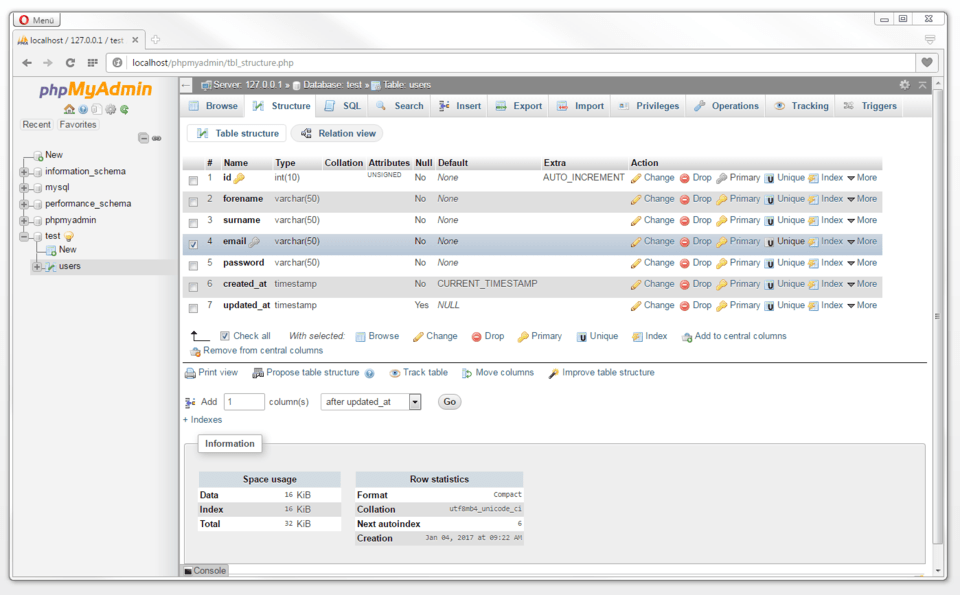 Menü
localhost / 127.0.0.1 / test
localhost/phpmyadmin/tbl_structure.php
phpMyAdmin
Recent Favorites
New
information_schema
mysql
performance_schema
phpmyadmin
test
New
users
Server: 127.0.0.1 » Database: test » Table: users
Browse Structure SQL Search Insert Export Import Privileges Operations Tracking Triggers
Table structure Relation view
# Name Type Collation Attributes Null Default Extra Action
1 id int(10) UNSIGNED No None AUTO_INCREMENT Change Drop Primary Unique Index More
2 forename varchar(50) No None Change Drop Primary Unique Index More
3 surname varchar(50) No None Change Drop Primary Unique Index More
4 email varchar(50) No None Change Drop Primary Unique Index More
5 password varchar(50) No None Change Drop Primary Unique Index More
6 created_at timestamp No CURRENT_TIMESTAMP Change Drop Primary Unique Index More
7 updated_at timestamp Yes NULL Change Drop Primary Unique Index More
Check all With selected: Browse Change Drop Primary Unique Index Add to central columns
Remove from central columns
Print view Propose table structure Track table Move columns Improve table structure
Add 1 column(s) after updated_at Go
+ Indexes
Information
Space usage
Data 16 KiB
Index 16 KiB
Total 32 KiB
Row statistics
Format Compact
Collation utf8mb4_unicode_ci
Next autoindex 6
Creation Jan 04, 2017 at 09:22 AM
Console